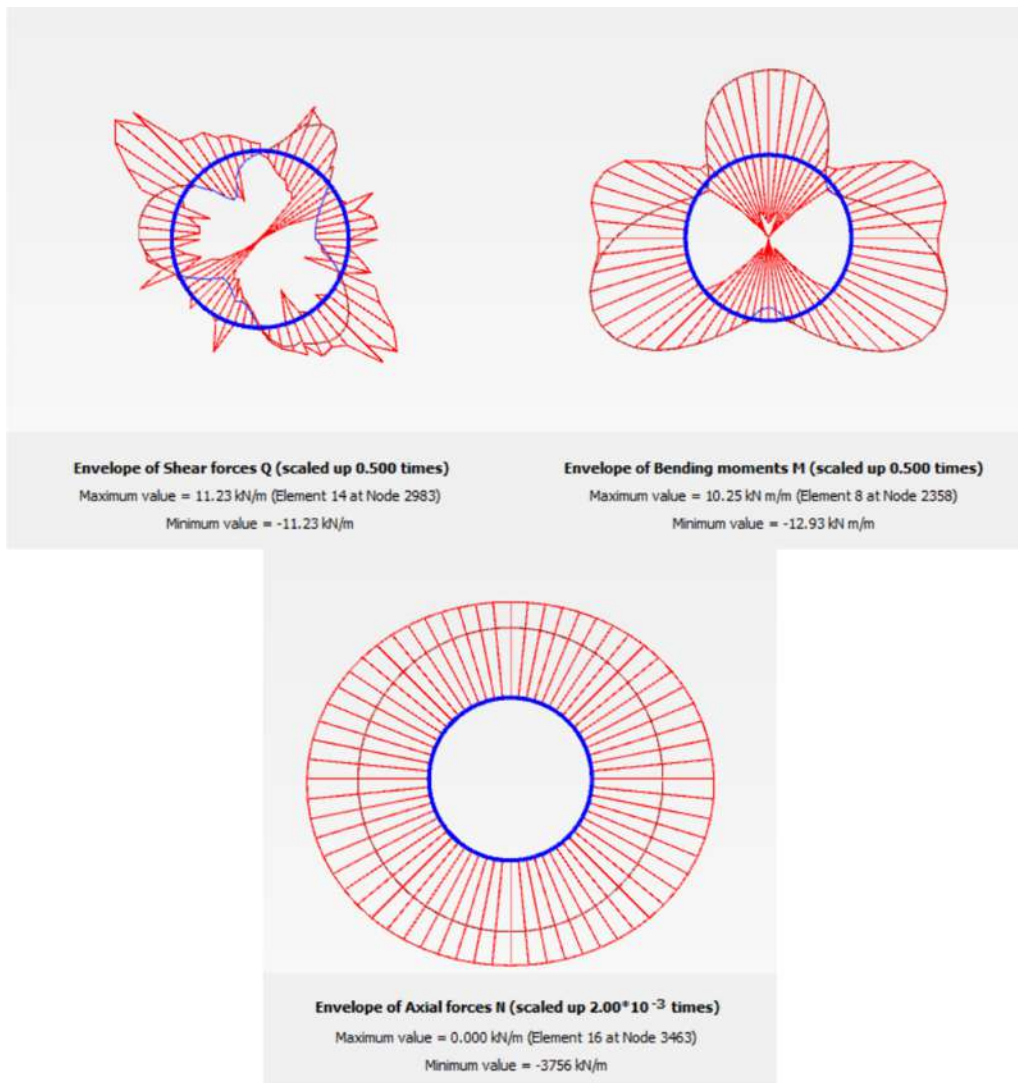 Envelope of Shear forces Q (scaled up 0.500 times)
Maximum value = 11.23 kN/m (Element 14 at Node 2983)
Minimum value = -11.23 kN/m
Envelope of Bending moments M (scaled up 0.500 times)
Maximum value = 10.25 kN m/m (Element 8 at Node 2358)
Minimum value = -12.93 kN m/m
Envelope of Axial forces N (scaled up 2.00*10⁻³ times)
Maximum value = 0.000 kN/m (Element 16 at Node 3463)
Minimum value = -3756 kN/m